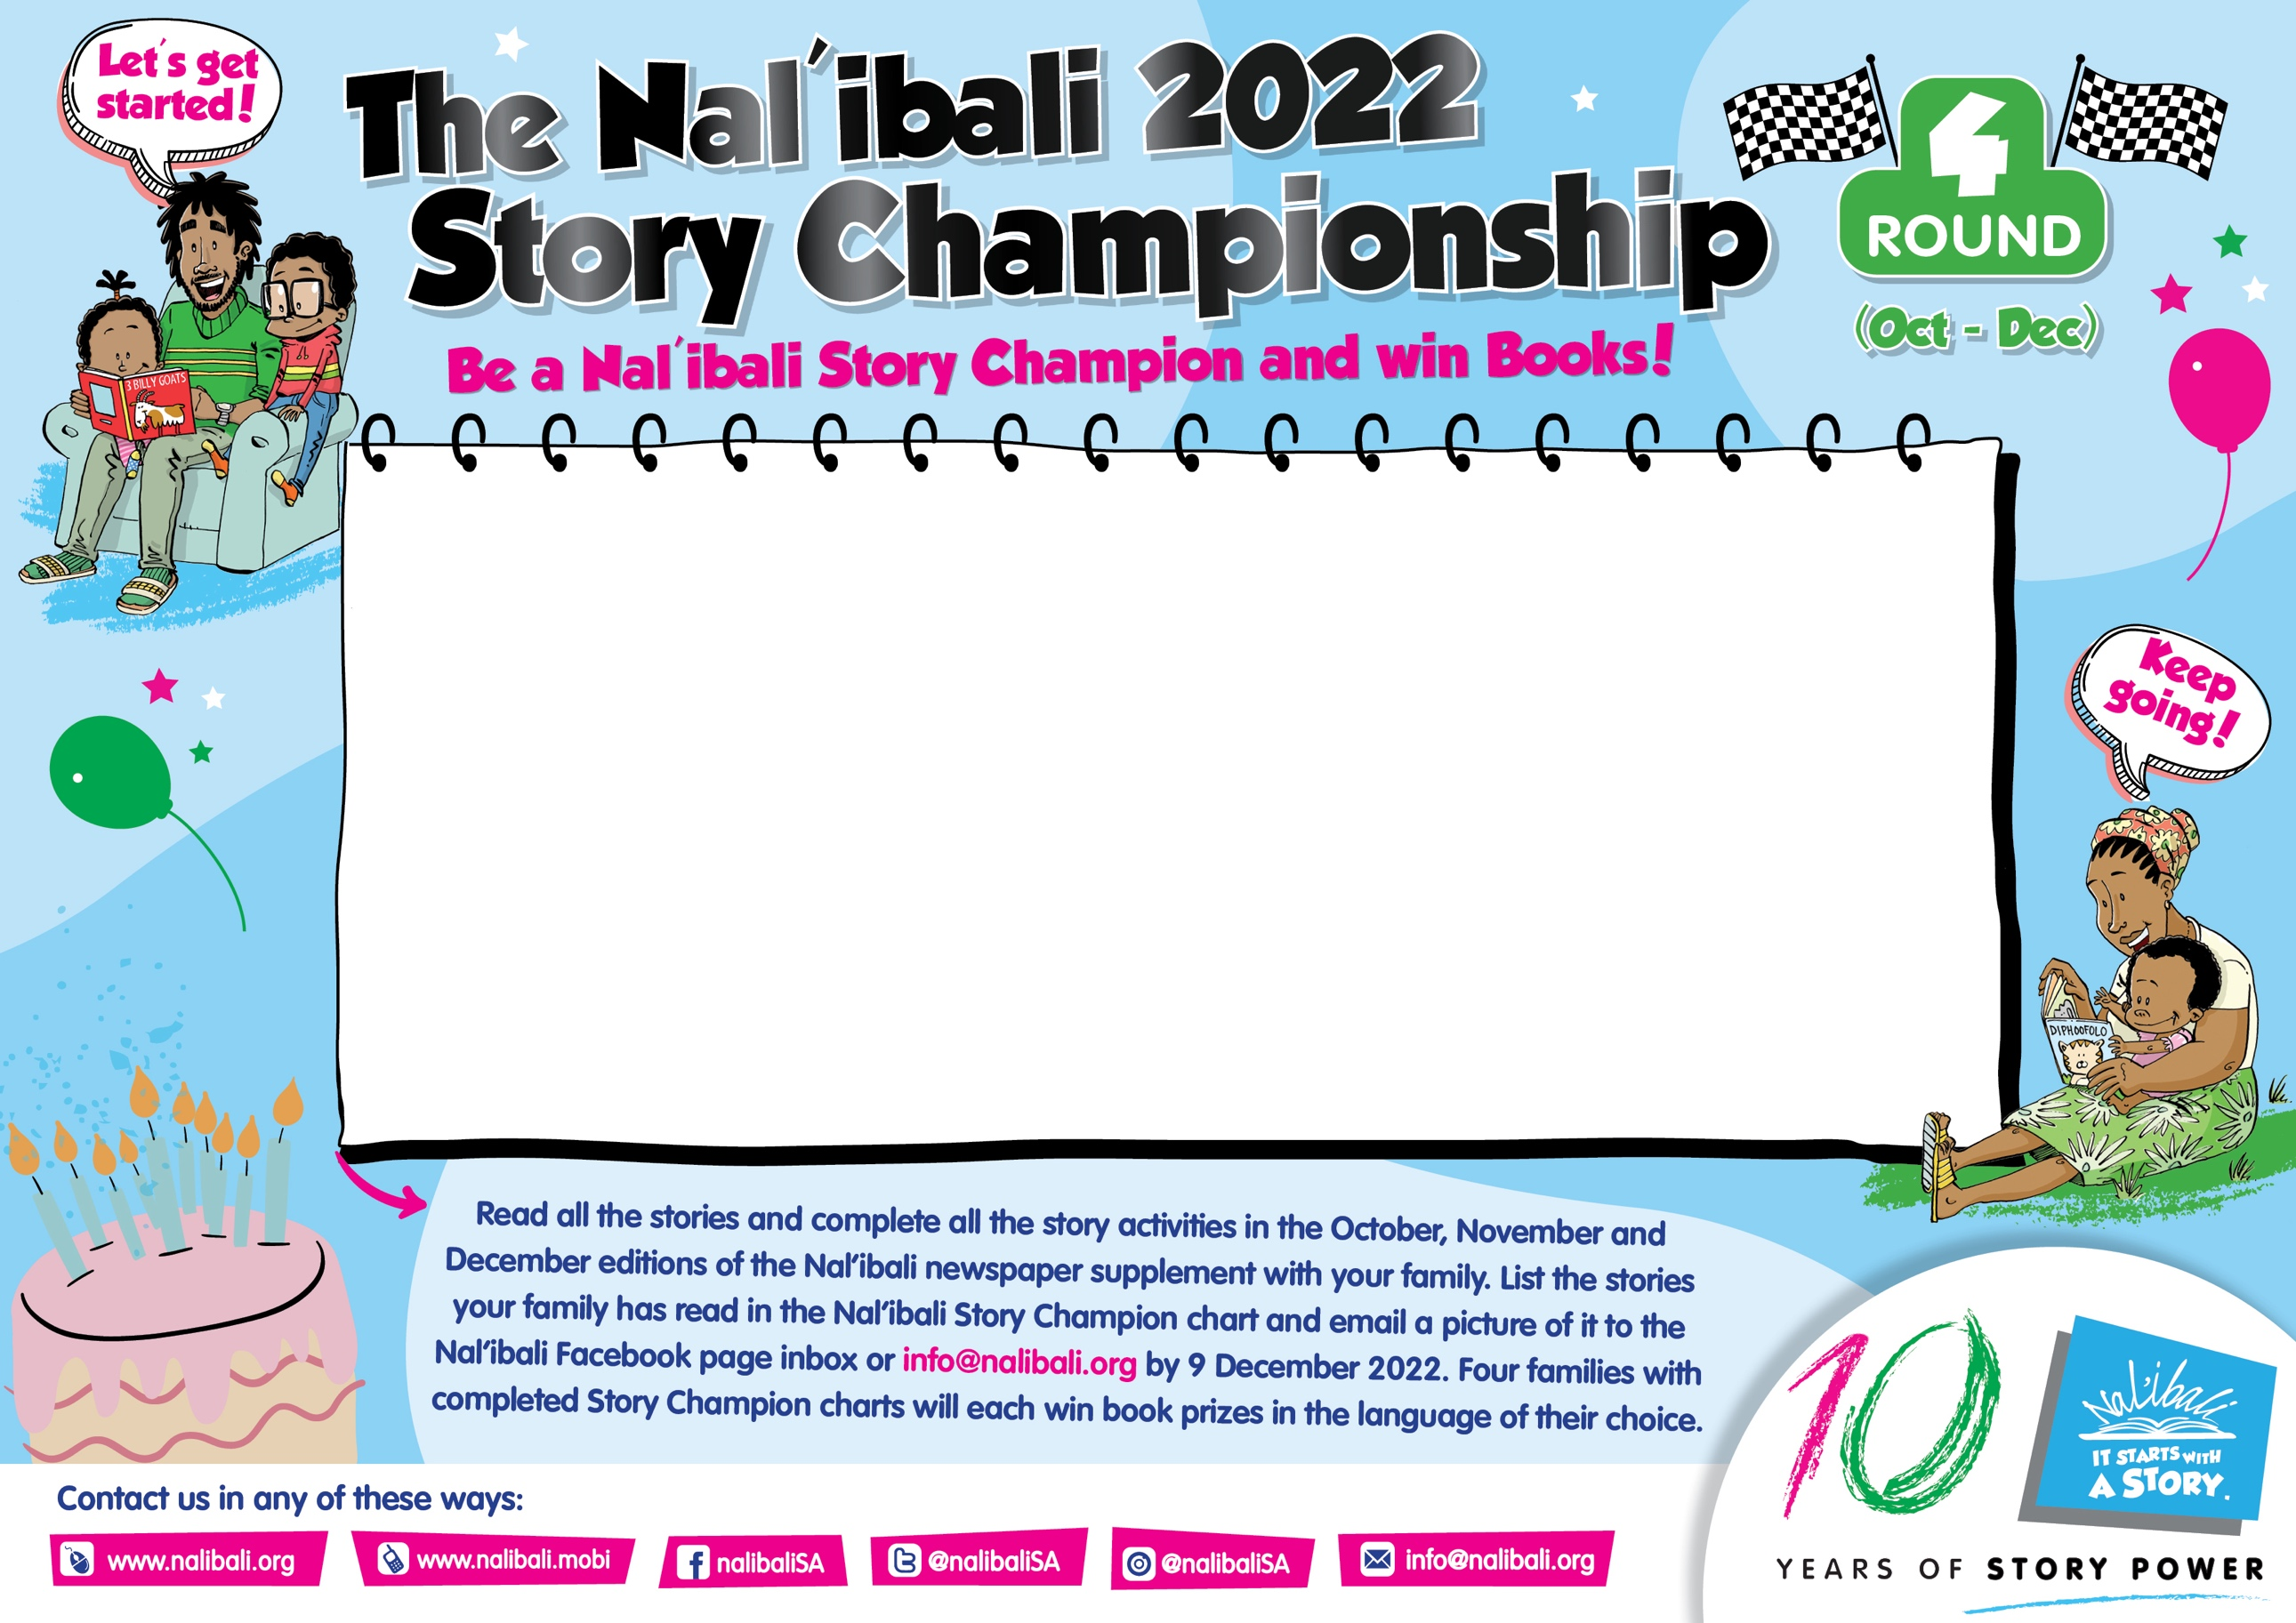 Let's get
started!
The Nal'ibali 2022
Story Championship
Be a Nal'ibali Story Champion and win Books!
4
ROUND
(Oct - Dec)
3 BILLY GOATS
Keep
going!
DIPHOOFOLO
Read all the stories and complete all the story activities in the October, November and
December editions of the Nal'ibali newspaper supplement with your family. List the stories
your family has read in the Nal'ibali Story Champion chart and email a picture of it to the
Nal'ibali Facebook page inbox or info@nalibali.org by 9 December 2022. Four families with
completed Story Champion charts will each win book prizes in the language of their choice.
Contact us in any of these ways:
www.nalibali.org
www.nalibali.mobi
nalibaliSA
@nalibaliSA
@nalibaliSA
info@nalibali.org
10
Nal'ibali
IT STARTS WITH
A STORY.
YEARS OF STORY POWER